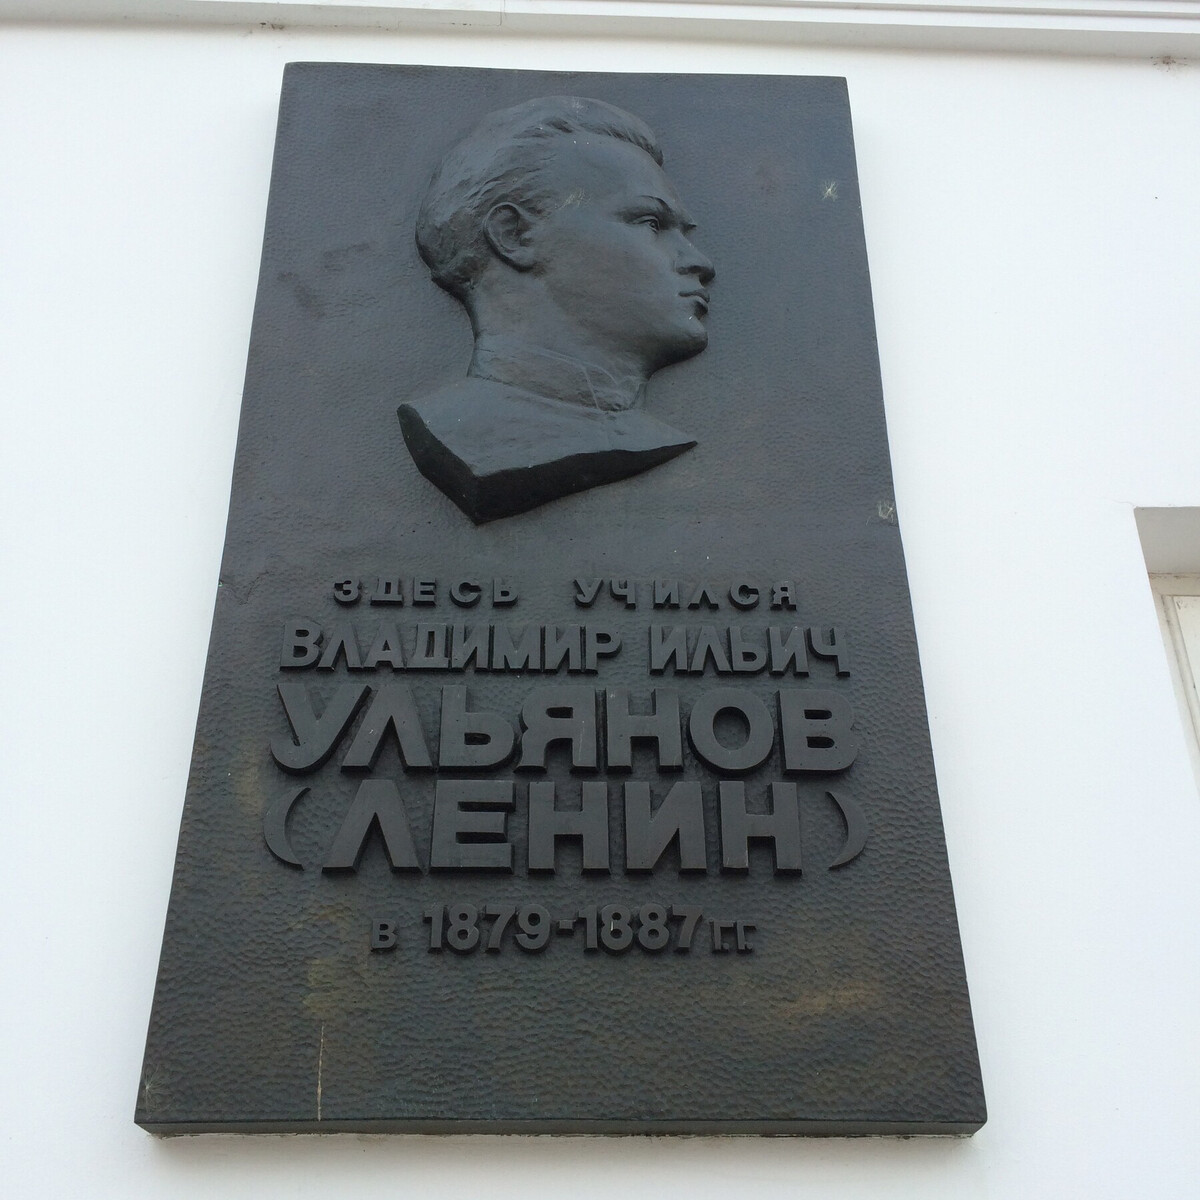 ЗДЕСЬ УЧИЛСЯ
ВЛАДИМИР ИЛЬИЧ
УЛЬЯНОВ
(ЛЕНИН)
В 1879-1887 Г.Г.